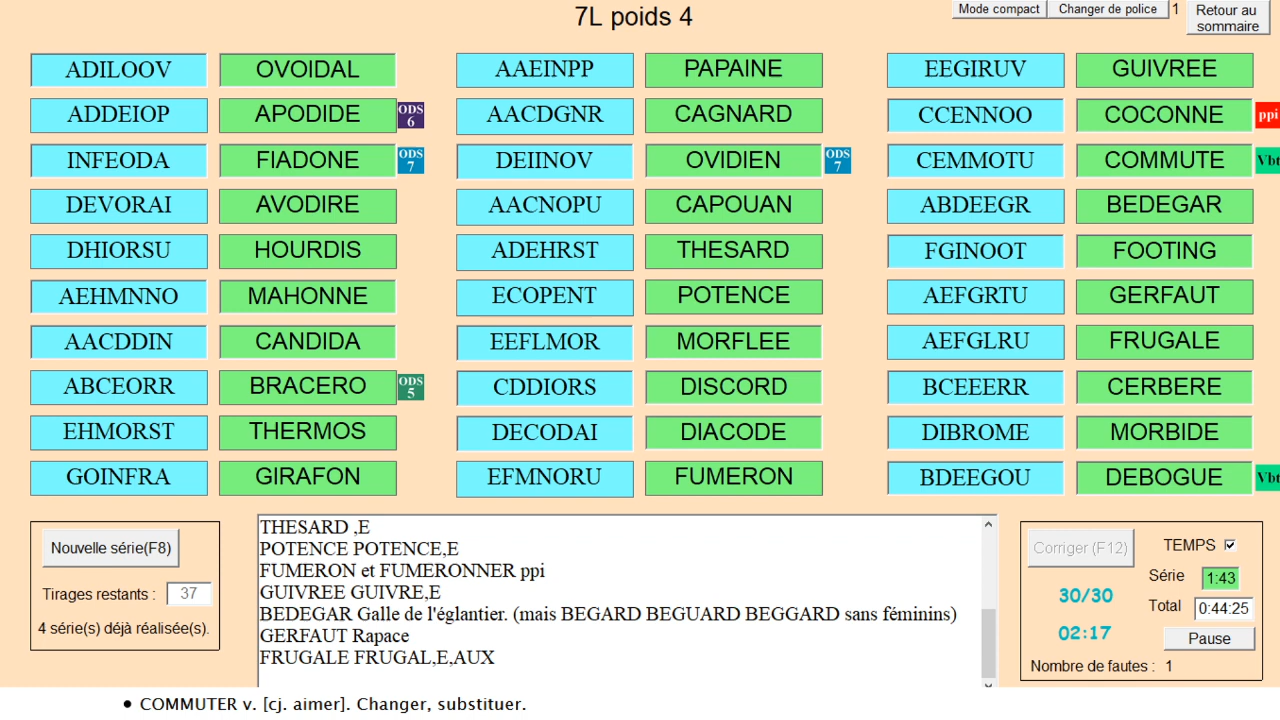 7L poids 4
Mode compact Changer de police 1 Retour au
sommaire
ADILOOV OVOIDAL AAEINPP PAPAINE EEGIRUV GUIVREE
ADDEIOP APODIDE ODS 6 AACDGNR CAGNARD CCENNOO COCONNE ppi
INFEODA FIADONE ODS 7 DEIINOV OVIDIEN ODS 7 CEMMOTU COMMUTE Vbt
DEVORAI AVODIRE AACNOPU CAPOUAN ABDEEGR BEDEGAR
DHIORSU HOURDIS ADEHRST THESARD FGINOOT FOOTING
AEHMNNO MAHONNE ECOPENT POTENCE AEFGRTU GERFAUT
AACDDIN CANDIDA EEFLMOR MORFLEE AEFGLRU FRUGALE
ABCEORR BRACERO ODS 5 CDDIORS DISCORD BCEEERR CERBERE
EHMORST THERMOS DECODAI DIACODE DIBROME MORBIDE
GOINFRA GIRAFON EFMNORU FUMERON BDEEGOU DEBOGUE Vbt
Nouvelle série(F8)
Tirages restants : 37
4 série(s) déjà réalisée(s).
THESARD ,E
POTENCE POTENCE,E
FUMERON et FUMERONNER ppi
GUIVREE GUIVRE,E
BEDEGAR Galle de l'églantier. (mais BEGARD BEGUARD BEGGARD sans féminins)
GERFAUT Rapace
FRUGALE FRUGAL,E,AUX
Corriger (F12) TEMPS
Série 1:43
30/30 Total 0:44:25
02:17 Pause
Nombre de fautes : 1
• COMMUTER v. [cj. aimer]. Changer, substituer.